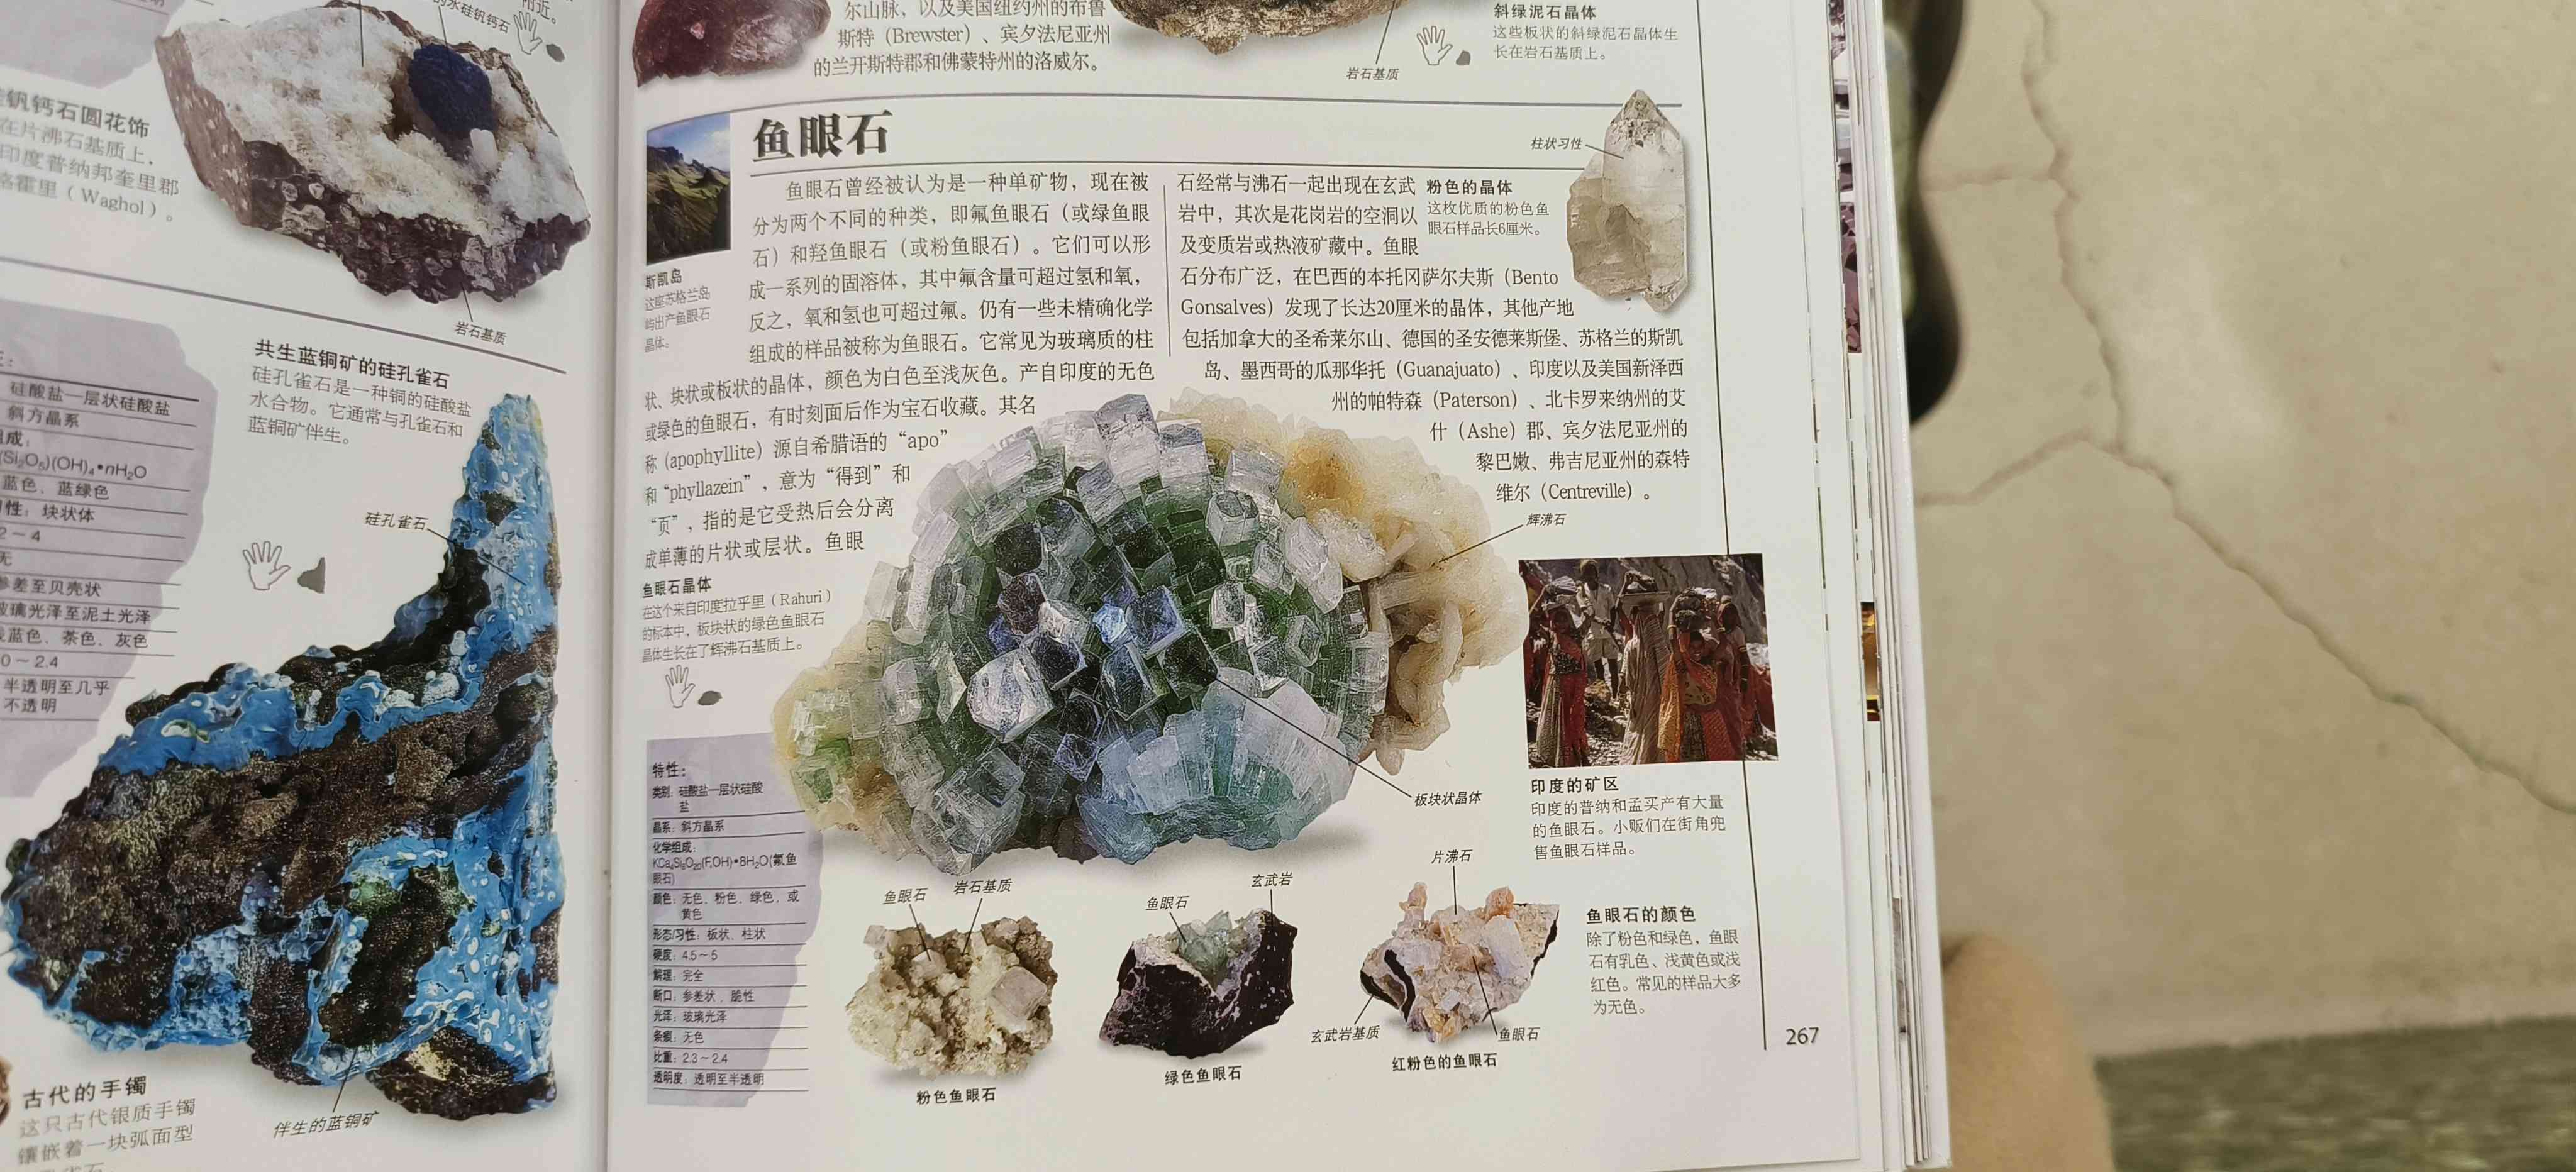 的水硅钒钙石
附近。
钒钙石圆花饰
在片沸石基质上，
印度普纳邦奎里郡
洛霍里（Waghol）。
岩石基质
共生蓝铜矿的硅孔雀石
硅孔雀石是一种铜的硅酸盐
水合物。它通常与孔雀石和
蓝铜矿伴生。
硅孔雀石
硅酸盐—层状硅酸盐
斜方晶系
组成：
(Si₂O₅)(OH)₄•nH₂O
蓝色、蓝绿色
习性：块状体
2～4
无
参差至贝壳状
玻璃光泽至泥土光泽
浅蓝色、茶色、灰色
0～2.4
半透明至几乎
不透明
古代的手镯
这只古代银质手镯
镶嵌着一块弧面型
伴生的蓝铜矿
尔山脉，以及美国纽约州的布鲁
斯特（Brewster）、宾夕法尼亚州
的兰开斯特郡和佛蒙特州的洛威尔。
岩石基质
斜绿泥石晶体
这些板状的斜绿泥石晶体生
长在岩石基质上。
鱼眼石
斯凯岛
这座苏格兰岛
屿出产鱼眼石
晶体。
鱼眼石曾经被认为是一种单矿物，现在被
分为两个不同的种类，即氟鱼眼石（或绿鱼眼
石）和羟鱼眼石（或粉鱼眼石）。它们可以形
成一系列的固溶体，其中氟含量可超过氢和氧，
反之，氧和氢也可超过氟。仍有一些未精确化学
组成的样品被称为鱼眼石。它常见为玻璃质的柱
状、块状或板状的晶体，颜色为白色至浅灰色。产自印度的无色
或绿色的鱼眼石，有时刻面后作为宝石收藏。其名
称（apophyllite）源自希腊语的“apo”
和“phyllazein”，意为“得到”和
“页”，指的是它受热后会分离
成单薄的片状或层状。鱼眼
石经常与沸石一起出现在玄武
岩中，其次是花岗岩的空洞以
及变质岩或热液矿藏中。鱼眼
石分布广泛，在巴西的本托冈萨尔夫斯（Bento
Gonsalves）发现了长达20厘米的晶体，其他产地
包括加拿大的圣希莱尔山、德国的圣安德莱斯堡、苏格兰的斯凯
岛、墨西哥的瓜那华托（Guanajuato）、印度以及美国新泽西
州的帕特森（Paterson）、北卡罗来纳州的艾
什（Ashe）郡、宾夕法尼亚州的
黎巴嫩、弗吉尼亚州的森特
维尔（Centreville）。
粉色的晶体
这枚优质的粉色鱼
眼石样品长6厘米。
柱状习性
辉沸石
鱼眼石晶体
在这个来自印度拉乎里（Rahuri）
的标本中，板块状的绿色鱼眼石
晶体生长在了辉沸石基质上。
板块状晶体
印度的矿区
印度的普纳和孟买产有大量
的鱼眼石。小贩们在街角兜
售鱼眼石样品。
特性：
类别：硅酸盐—层状硅酸
盐
晶系：斜方晶系
化学组成：
KCa₄Si₈O₂₀(F,OH)•8H₂O(氟鱼
眼石)
颜色：无色、粉色、绿色、或
黄色
形态/习性：板状、柱状
硬度：4.5～5
解理：完全
断口：参差状，脆性
光泽：玻璃光泽
条痕：无色
比重：2.3～2.4
透明度：透明至半透明
鱼眼石
岩石基质
粉色鱼眼石
鱼眼石
玄武岩
绿色鱼眼石
片沸石
玄武岩基质
鱼眼石
红粉色的鱼眼石
鱼眼石的颜色
除了粉色和绿色，鱼眼
石有乳色、浅黄色或浅
红色。常见的样品大多
为无色。
267